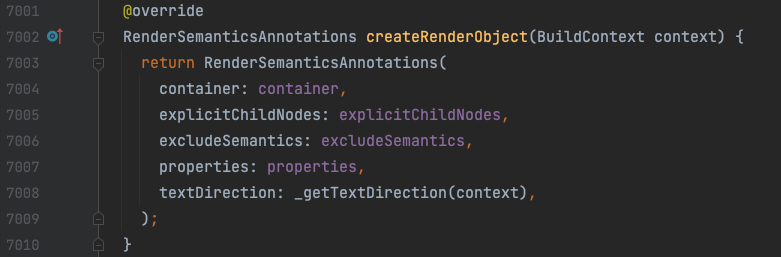 7001 @override
7002 RenderSemanticsAnnotations createRenderObject(BuildContext context) {
7003 return RenderSemanticsAnnotations(
7004 container: container,
7005 explicitChildNodes: explicitChildNodes,
7006 excludeSemantics: excludeSemantics,
7007 properties: properties,
7008 textDirection: _getTextDirection(context),
7009 );
7010 }